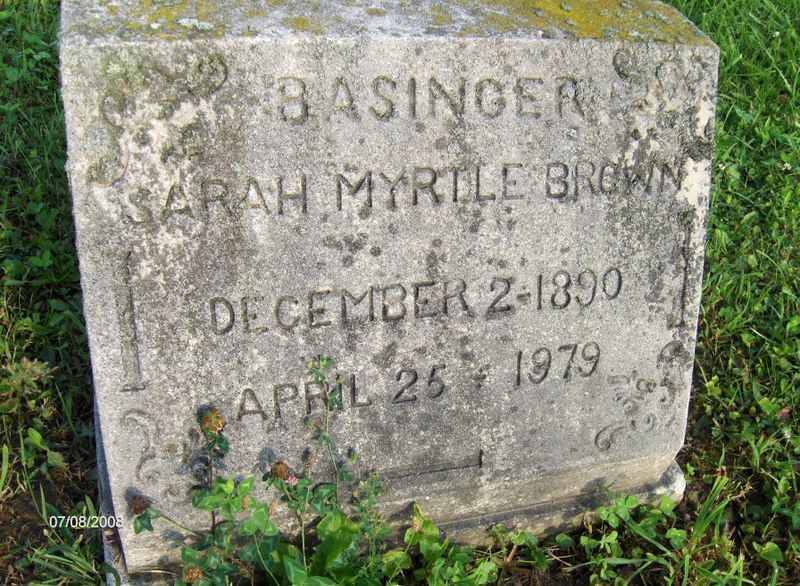 BASINGER
SARAH MYRTLE BROWN
DECEMBER 2-1890
APRIL 25 - 1979
07/08/2008